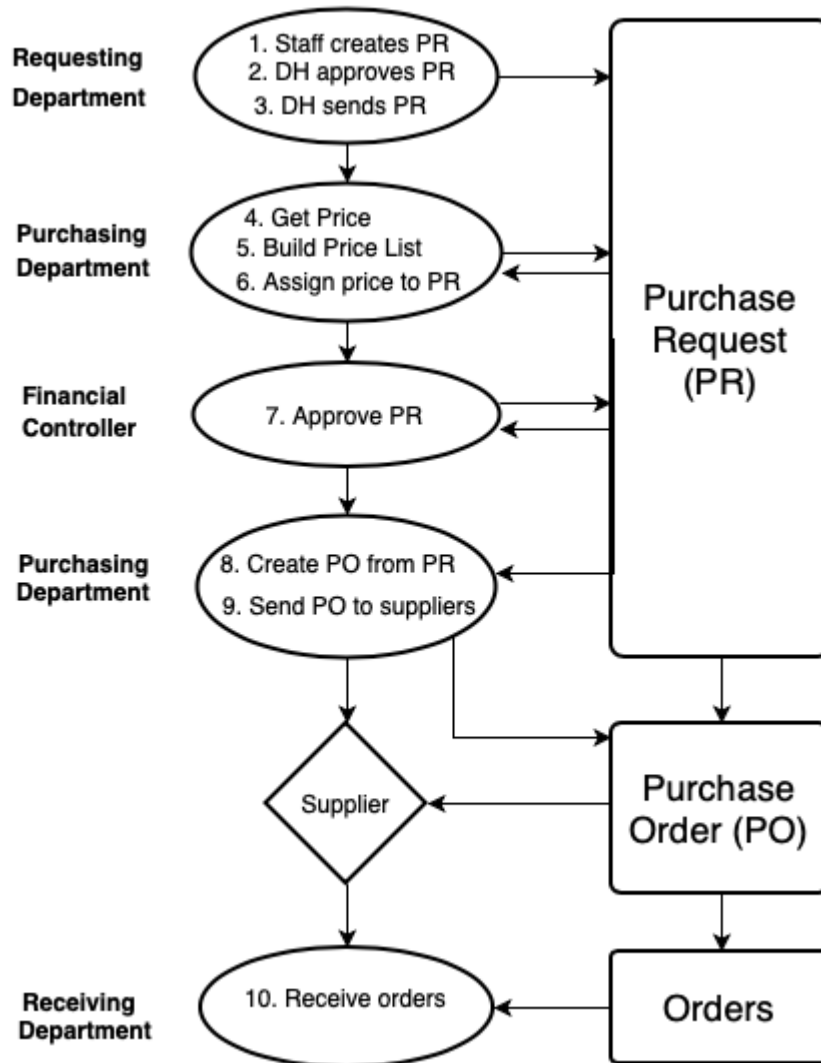 Requesting
Department
1. Staff creates PR
2. DH approves PR
3. DH sends PR
Purchasing
Department
4. Get Price
5. Build Price List
6. Assign price to PR
Purchase
Request
(PR)
Financial
Controller
7. Approve PR
Purchasing
Department
8. Create PO from PR
9. Send PO to suppliers
Supplier
Purchase
Order (PO)
Receiving
Department
10. Receive orders
Orders